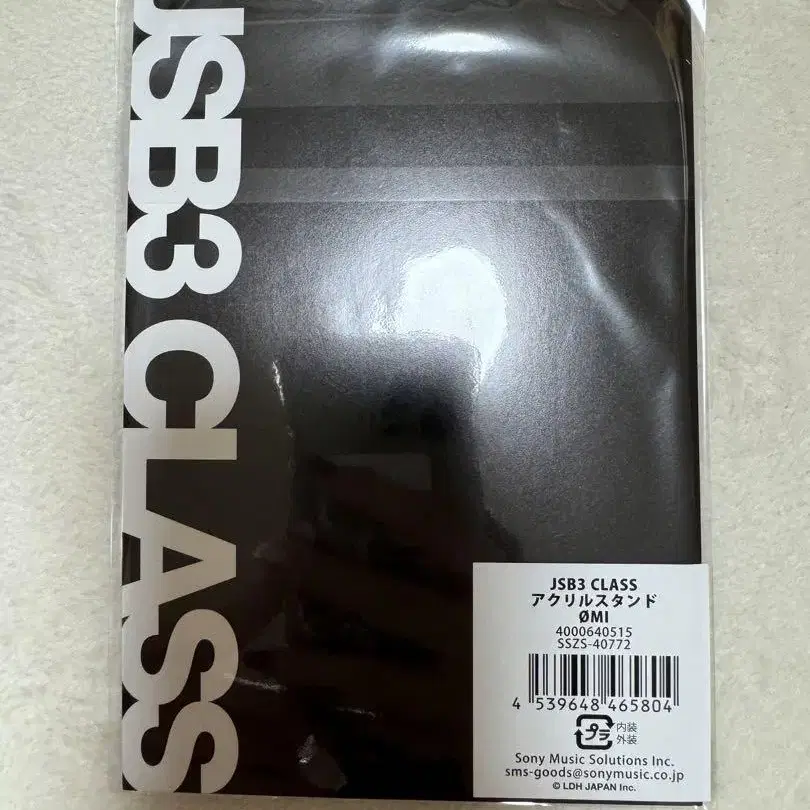 JSB3 CLASS
JSB3 CLASS
アクリルスタンド
ØMI
4000640515
SSZS-40772
4 539648 465804
プラ
内装
外装
Sony Music Solutions Inc.
sms-goods@sonymusic.co.jp
© LDH JAPAN Inc.